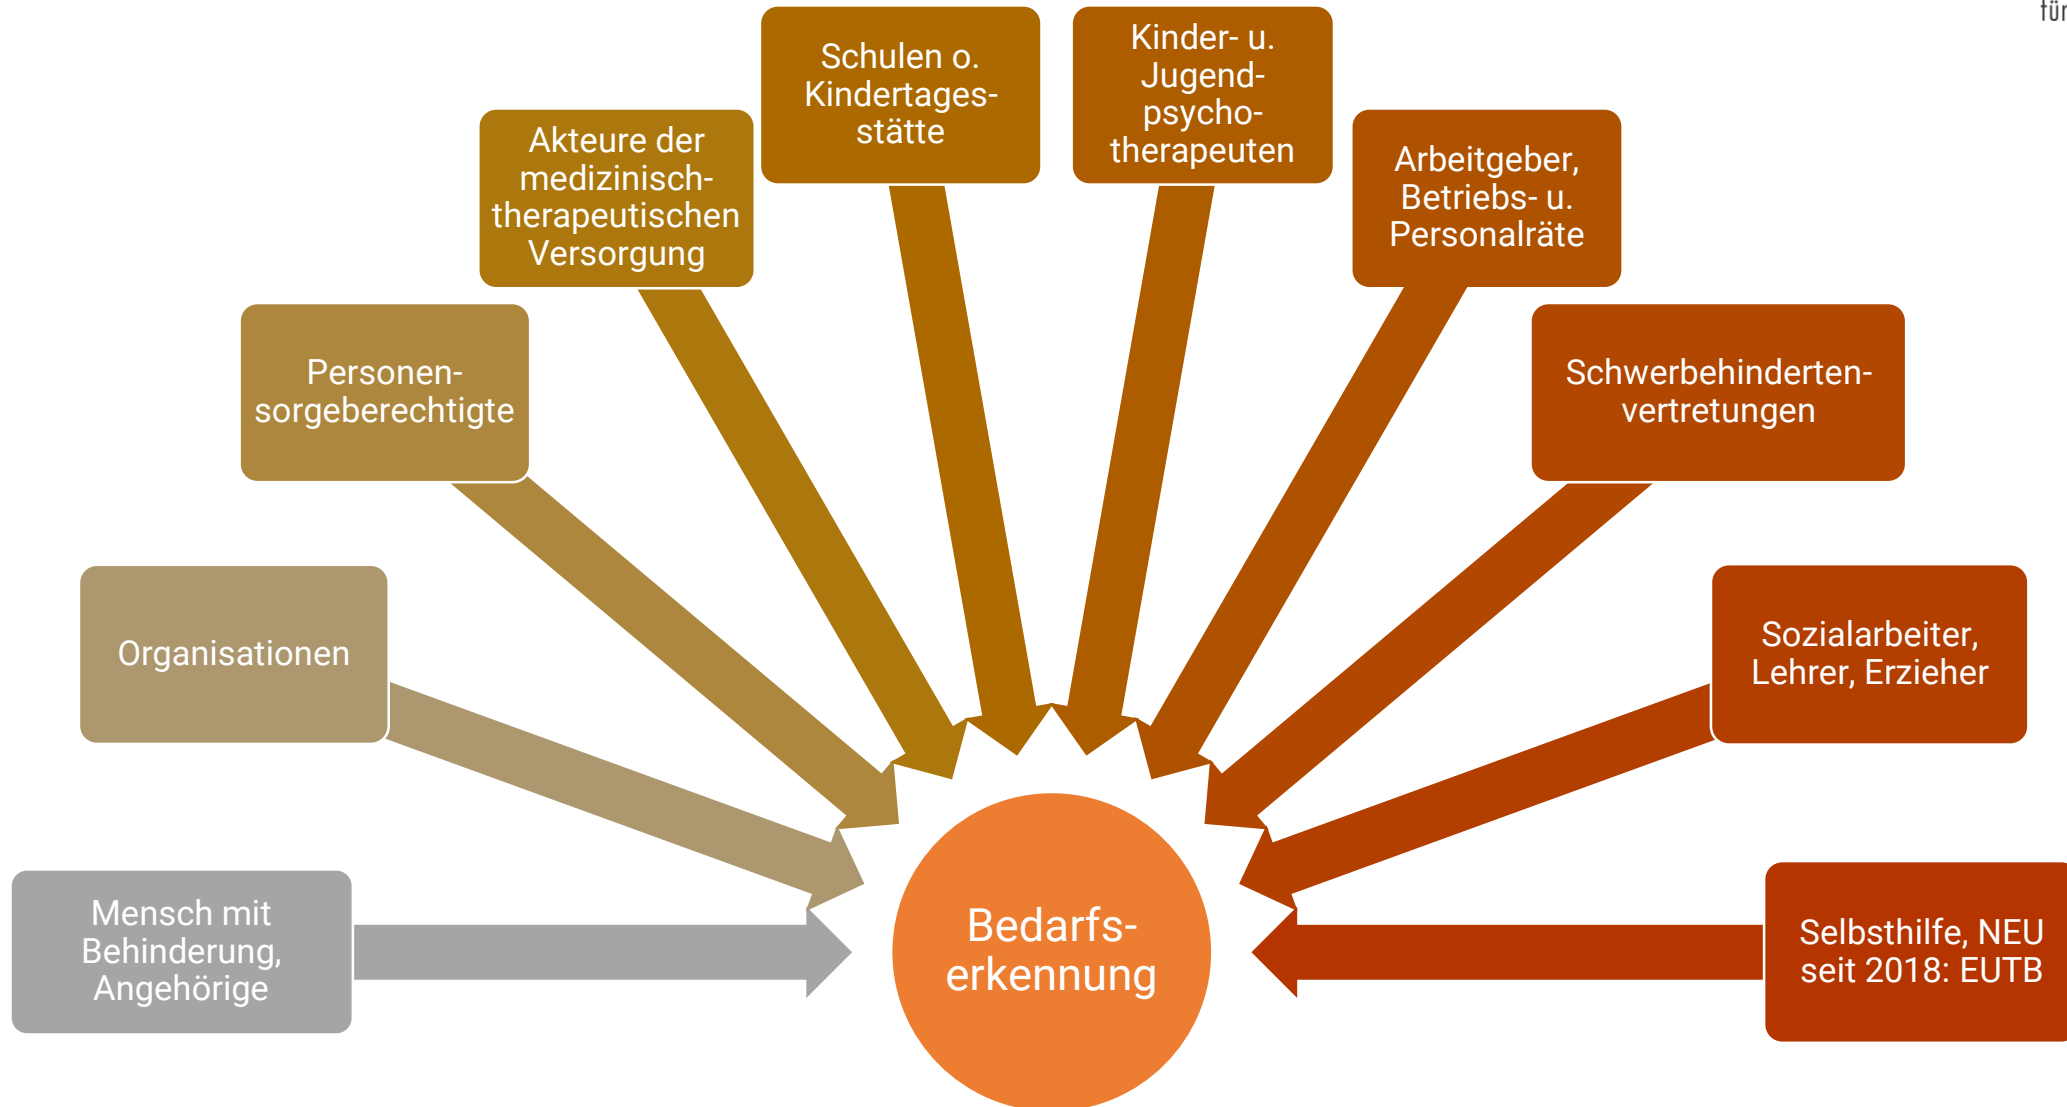 für
Schulen o.
Kindertages-
stätte
Kinder- u.
Jugend-
psycho-
therapeuten
Akteure der
medizinisch-
therapeutischen
Versorgung
Arbeitgeber,
Betriebs- u.
Personalräte
Personen-
sorgeberechtigte
Schwerbehinderten-
vertretungen
Organisationen
Sozialarbeiter,
Lehrer, Erzieher
Mensch mit
Behinderung,
Angehörige
Bedarfs-
erkennung
Selbsthilfe, NEU
seit 2018: EUTB